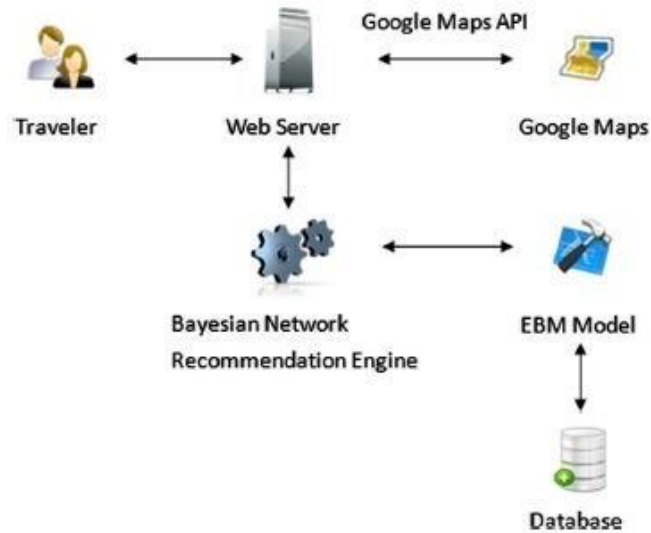 Google Maps API
Traveler
Web Server
Google Maps
Bayesian Network
Recommendation Engine
EBM Model
Database